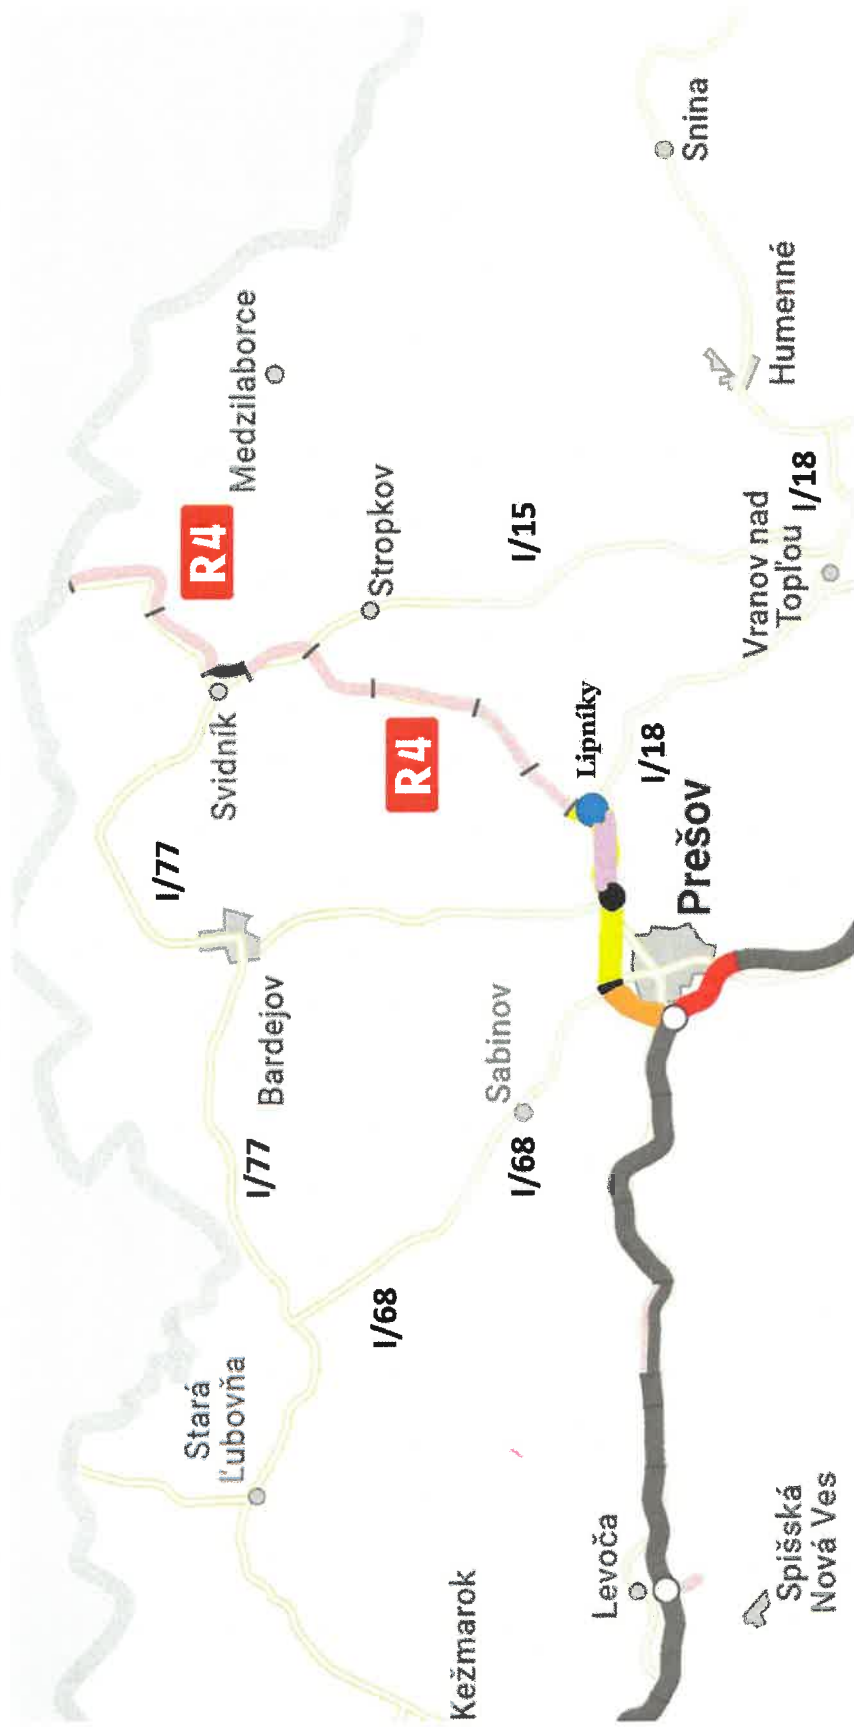 Stará
Ľubovňa
I/77
Bardejov
I/77
Svidník
R4
Medzilaborce
Stropkov
R4
I/68
Kežmarok
Sabinov
I/68
I/15
Lipníky
I/18
Levoča
Prešov
Spišská
Nová Ves
Vranov nad
Topľou
I/18
Humenné
Snina